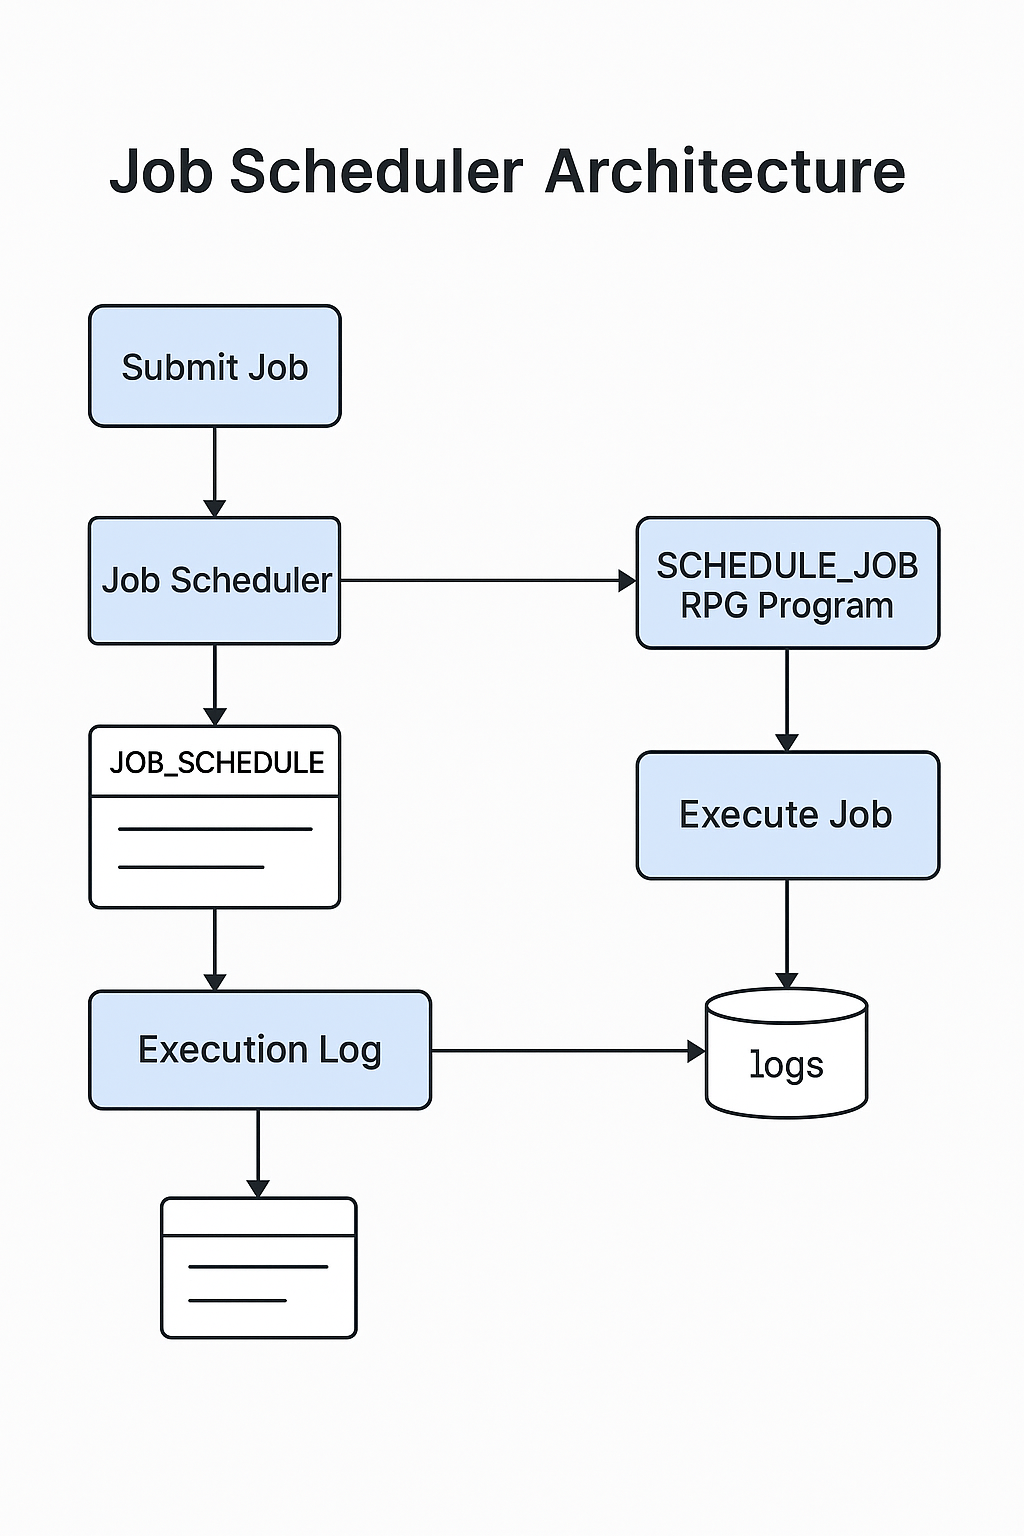 Job Scheduler Architecture
Submit Job
Job Scheduler
SCHEDULE_JOB
RPG Program
JOB_SCHEDULE
Execute Job
Execution Log
logs